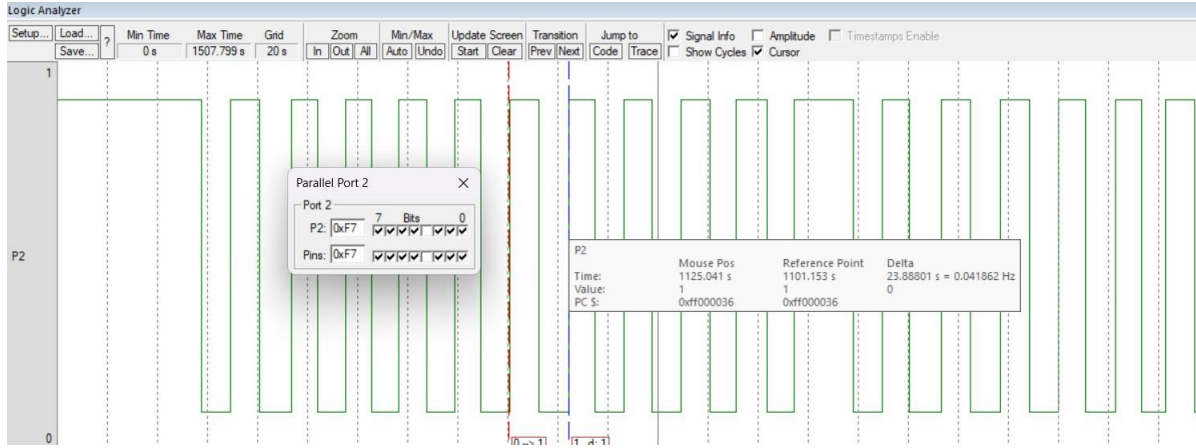 Logic Analyzer
Setup... Load... ? Min Time Max Time Grid Zoom Min/Max Update Screen Transition Jump to Signal Info Amplitude Timestamps Enable
Save... 0 s 1507.799 s 20 s In Out All Auto Undo Start Clear Prev Next Code Trace Show Cycles Cursor
1
P2
0
Parallel Port 2
Port 2
7 Bits 0
P2: 0xF7
Pins: 0xF7
P2
Mouse Pos Reference Point Delta
Time: 1125.041 s 1101.153 s 23.88801 s = 0.041862 Hz
Value: 1 1 0
PC $: 0xff000036 0xff000036
0 --> 1 1, d: 1